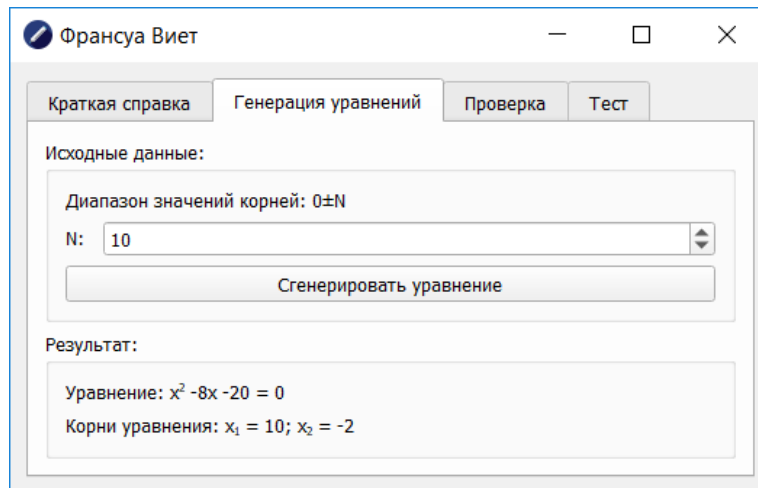 Франсуа Виет
Краткая справка Генерация уравнений Проверка Тест
Исходные данные:
Диапазон значений корней: 0±N
N: 10
Сгенерировать уравнение
Результат:
Уравнение: x² -8x -20 = 0
Корни уравнения: x₁ = 10; x₂ = -2